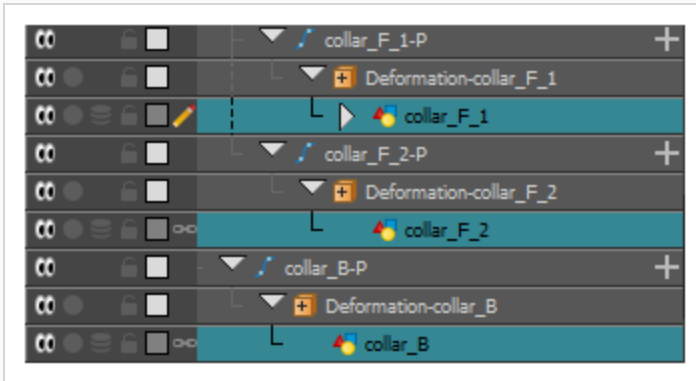 collar_F_1-P
Deformation-collar_F_1
collar_F_1
collar_F_2-P
Deformation-collar_F_2
collar_F_2
collar_B-P
Deformation-collar_B
collar_B